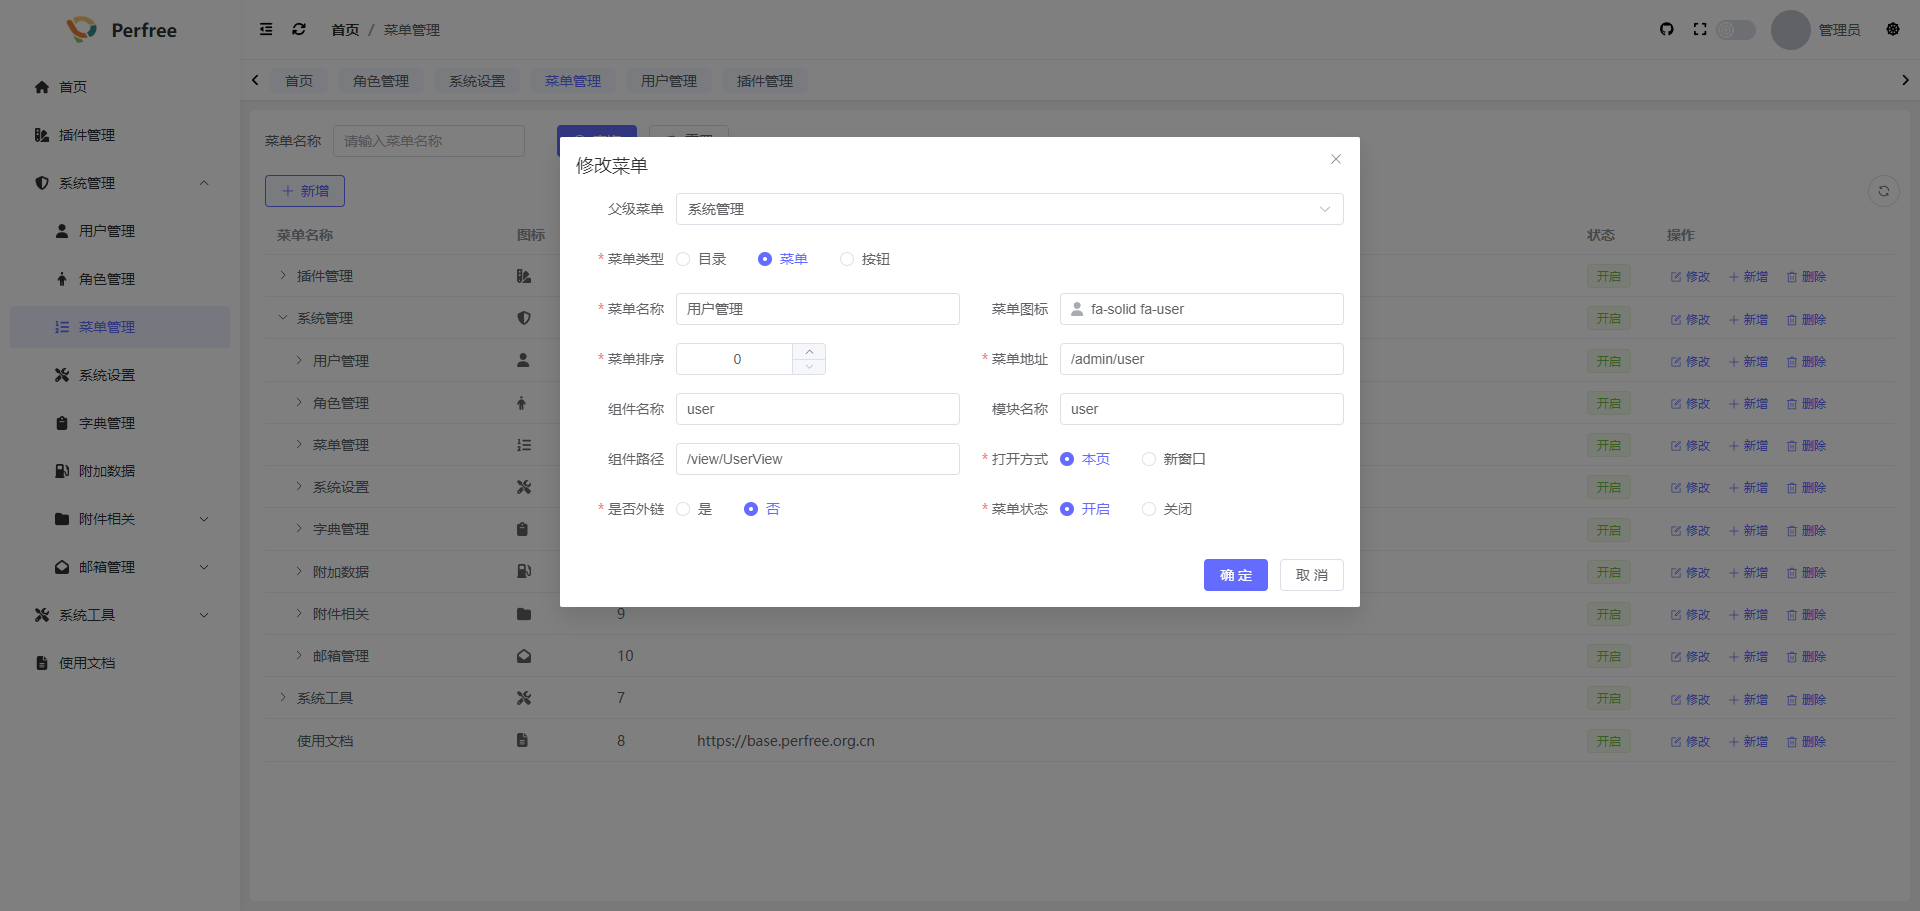 Perfree
首页 / 菜单管理
管理员
首页 角色管理 系统设置 菜单管理 用户管理 插件管理
首页
插件管理
系统管理
用户管理
角色管理
菜单管理
系统设置
字典管理
附加数据
附件相关
邮箱管理
系统工具
使用文档
菜单名称 请输入菜单名称
新增
菜单名称 图标 状态 操作
插件管理 开启 修改 新增 删除
系统管理 开启 修改 新增 删除
用户管理 开启 修改 新增 删除
角色管理 开启 修改 新增 删除
菜单管理 开启 修改 新增 删除
系统设置 开启 修改 新增 删除
字典管理 开启 修改 新增 删除
附加数据 开启 修改 新增 删除
附件相关 9 开启 修改 新增 删除
邮箱管理 10 开启 修改 新增 删除
系统工具 7 开启 修改 新增 删除
使用文档 8 https://base.perfree.org.cn 开启 修改 新增 删除
修改菜单
父级菜单 系统管理
* 菜单类型 目录 菜单 按钮
* 菜单名称 用户管理 菜单图标 fa-solid fa-user
* 菜单排序 0 * 菜单地址 /admin/user
组件名称 user 模块名称 user
组件路径 /view/UserView * 打开方式 本页 新窗口
* 是否外链 是 否 * 菜单状态 开启 关闭
确 定 取 消